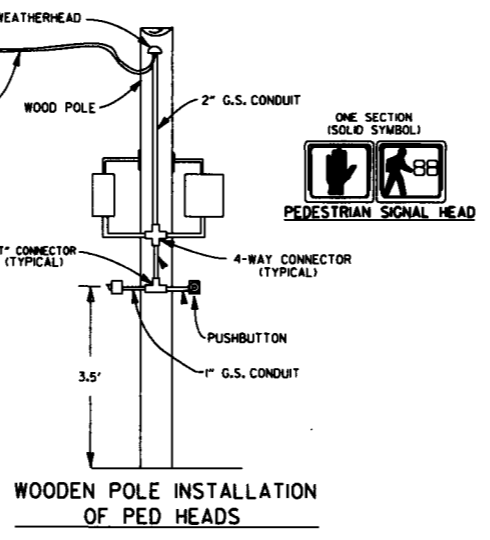 WEATHERHEAD
WOOD POLE
2" G.S. CONDUIT
ONE SECTION
(SOLID SYMBOL)
88
PEDESTRIAN SIGNAL HEAD
"T" CONNECTOR
(TYPICAL)
4-WAY CONNECTOR
(TYPICAL)
PUSHBUTTON
1" G.S. CONDUIT
3.5'
WOODEN POLE INSTALLATION
OF PED HEADS